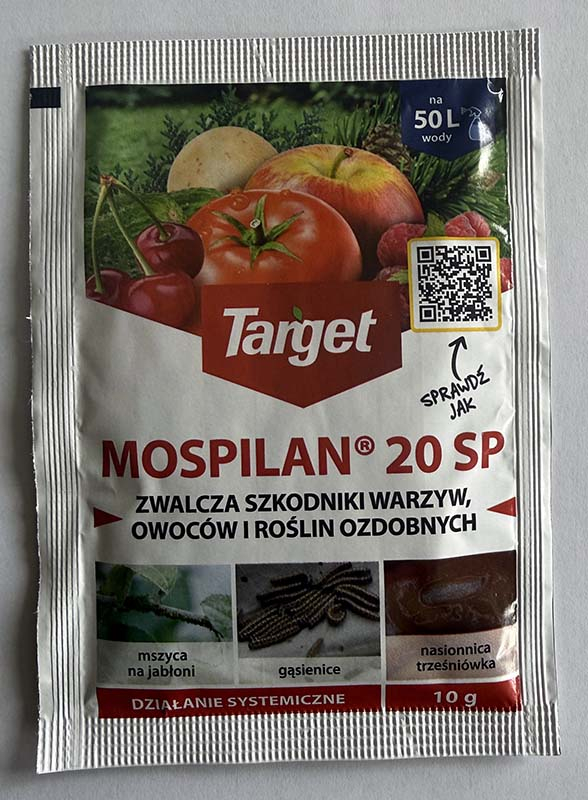 na
50 L
wody
Target
SPRAWDŹ
JAK
MOSPILAN® 20 SP
ZWALCZA SZKODNIKI WARZYW,
OWOCÓW I ROŚLIN OZDOBNYCH
mszyca
na jabłoni
gąsienice
nasionnica
trześniówka
DZIAŁANIE SYSTEMICZNE
10 g